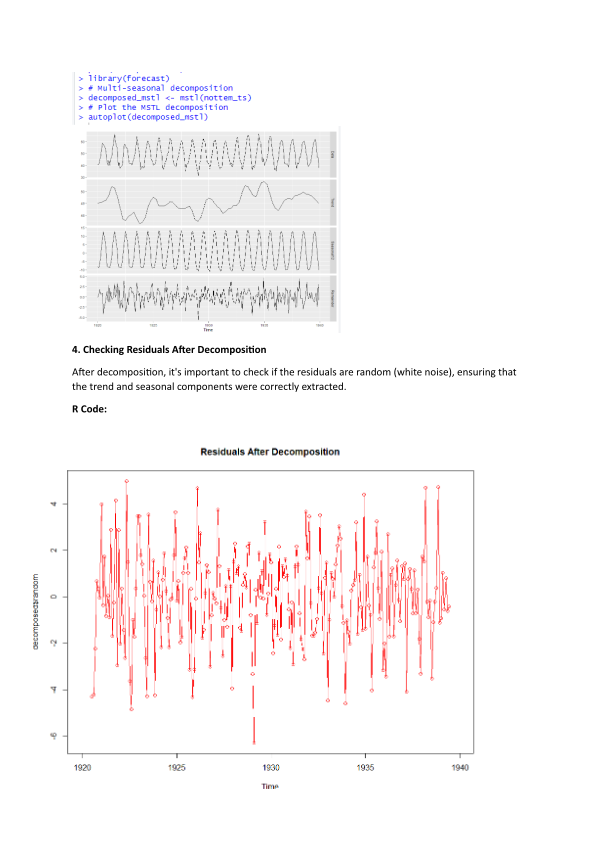 > library(forecast)
> # Multi-seasonal decomposition
> decomposed_mstl <- mstl(nottem_ts)
> # Plot the MSTL decomposition
> autoplot(decomposed_mstl)
Time
4. Checking Residuals After Decomposition
After decomposition, it's important to check if the residuals are random (white noise), ensuring that
the trend and seasonal components were correctly extracted.
R Code:
Residuals After Decomposition
decomposed$random
4
2
0
-2
-4
-6
1920 1925 1930 1935 1940
Time